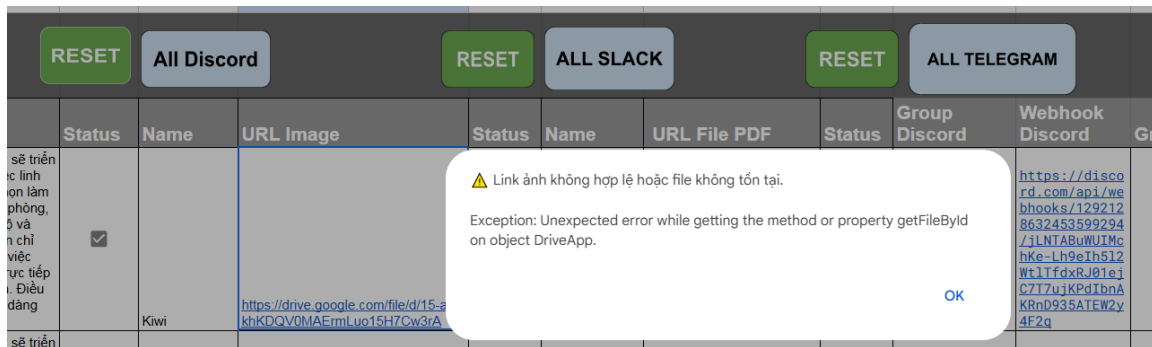 RESET
All Discord
RESET
ALL SLACK
RESET
ALL TELEGRAM
Status
Name
URL Image
Status
Name
URL File PDF
Status
Group
Discord
Webhook
Discord
sẽ triển
linh
làm
phòng,
và
chỉ
việc
tiếp
Điều
dàng
Kiwi
https://drive.google.com/file/d/15-a
khKDQV0MAErmLuo15H7Cw3rA
⚠ Link ảnh không hợp lệ hoặc file không tồn tại.
Exception: Unexpected error while getting the method or property getFileById
on object DriveApp.
OK
https://disco
rd.com/api/we
bhooks/129212
8632453599294
/jLNTABuWUIMc
hKe-Lh9eIh5l2
WtlTfdxRJ01ej
C7T7ujKPdIbnA
KRnD935ATEW2y
4F2q
sẽ triển